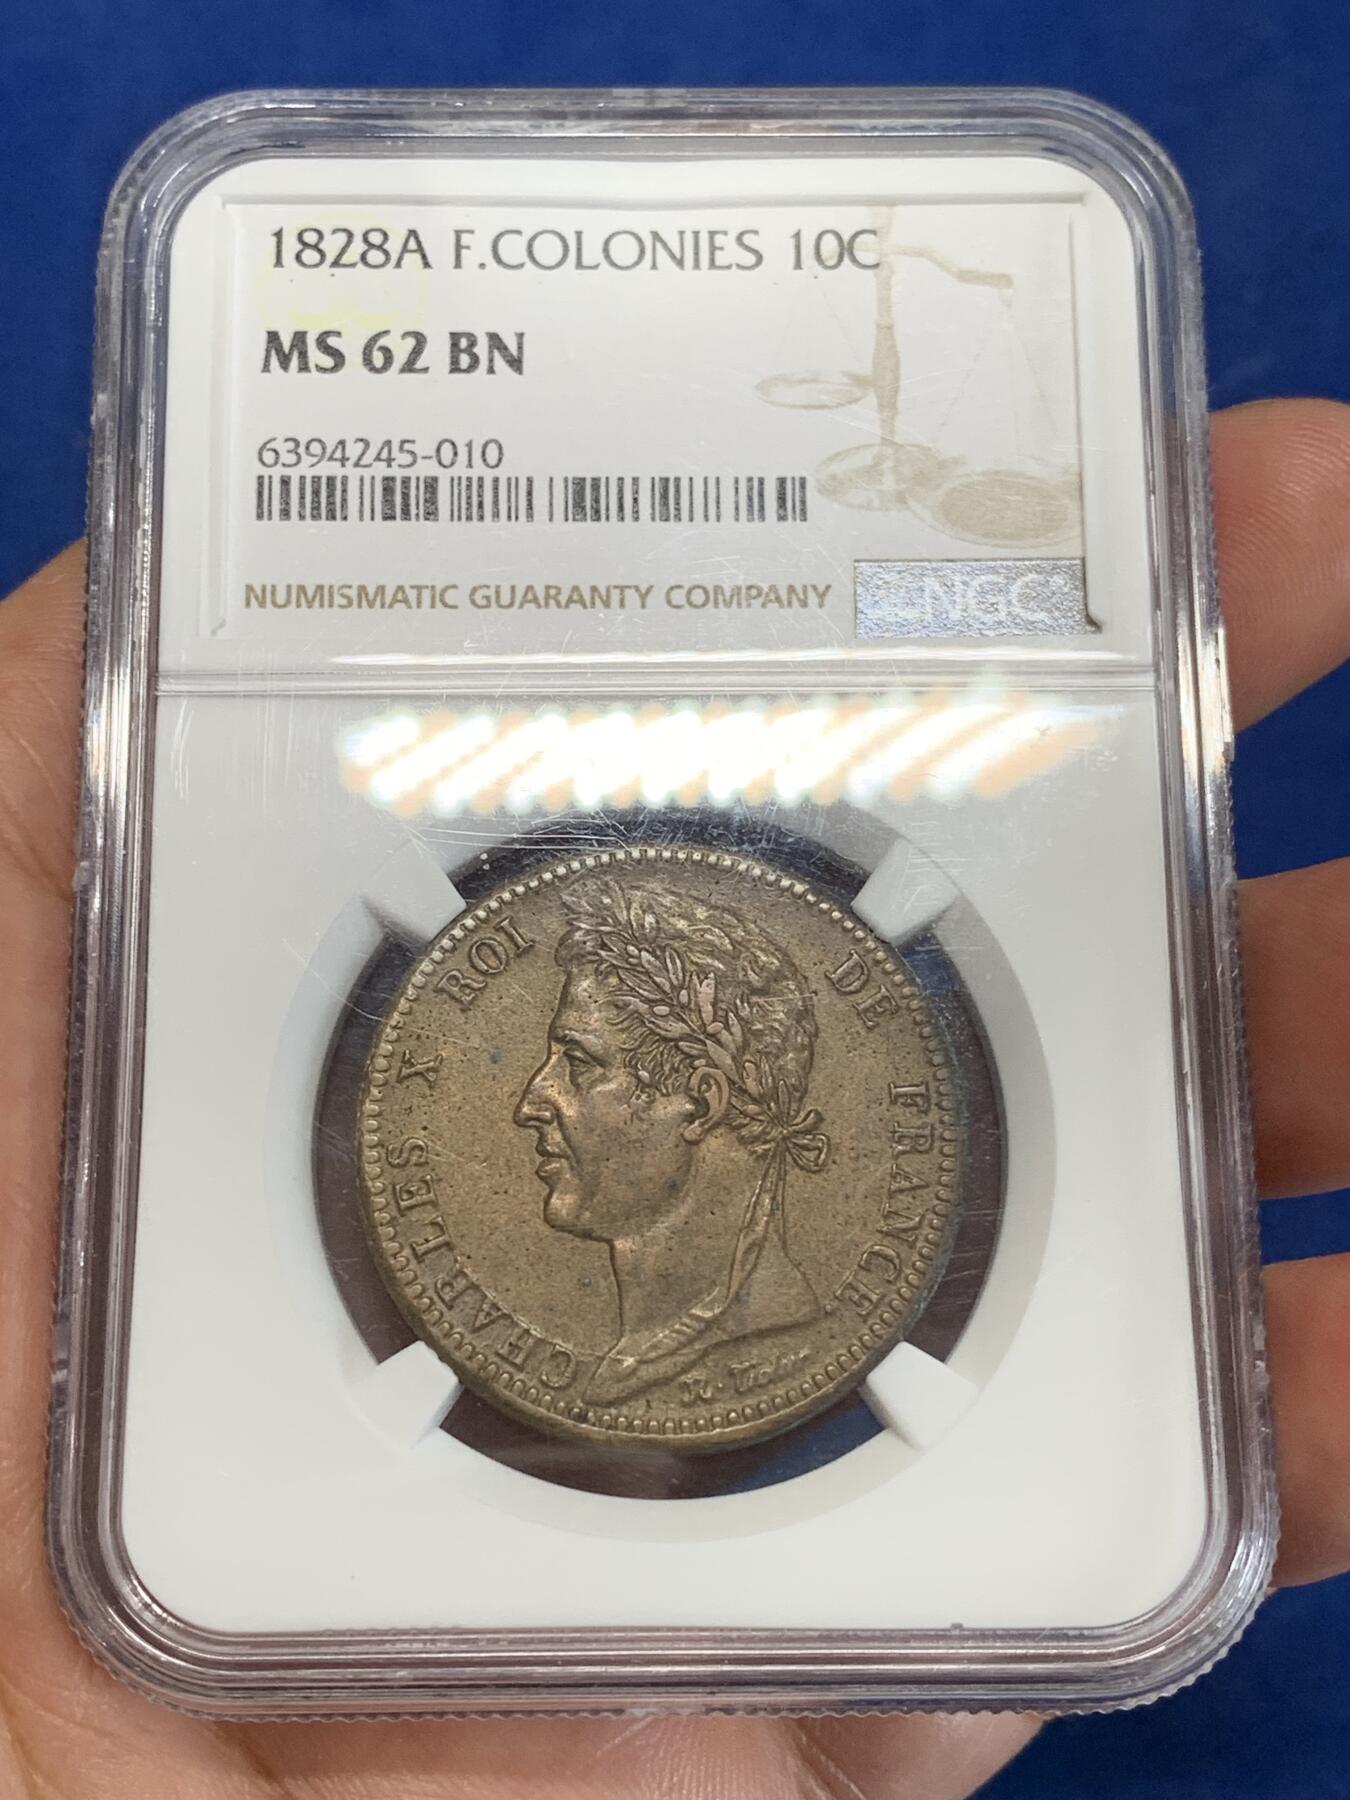 1828A F.COLONIES 10C
MS 62 BN
6394245-010
NUMISMATIC GUARANTY COMPANY
NGC
CHARLES X ROI DE FRANCE.